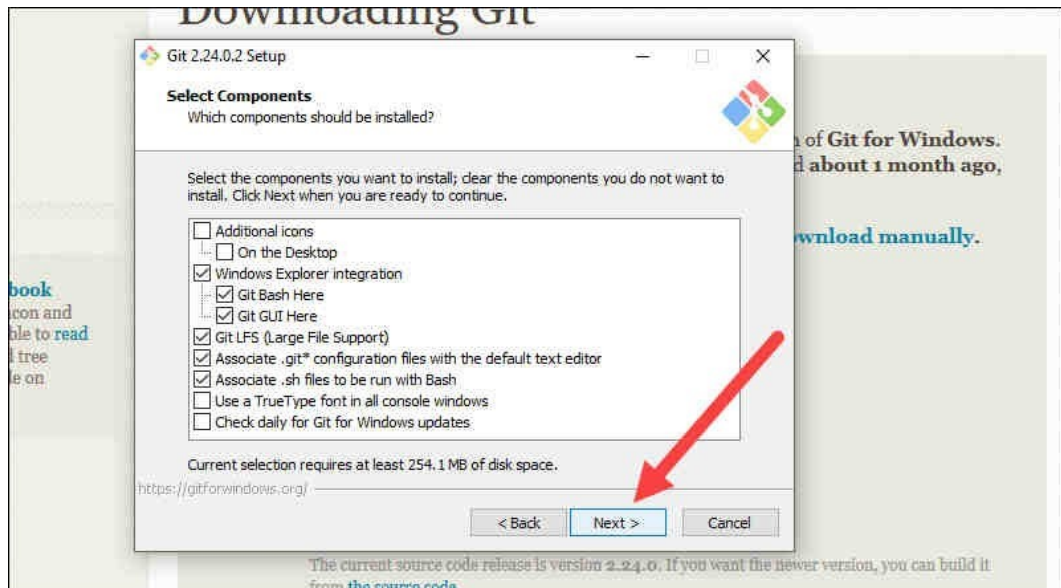 Downloading Git
Git 2.24.0.2 Setup
Select Components
Which components should be installed?
of Git for Windows.
about 1 month ago,
download manually.
Select the components you want to install; clear the components you do not want to
install. Click Next when you are ready to continue.
Additional icons
On the Desktop
Windows Explorer integration
Git Bash Here
Git GUI Here
Git LFS (Large File Support)
Associate .git* configuration files with the default text editor
Associate .sh files to be run with Bash
Use a TrueType font in all console windows
Check daily for Git for Windows updates
book
and
to read
tree
on
Current selection requires at least 254.1 MB of disk space.
https://gitforwindows.org/
< Back
Next >
Cancel
The current source code release is version 2.24.0. If you want the newer version, you can build it
from the source code.